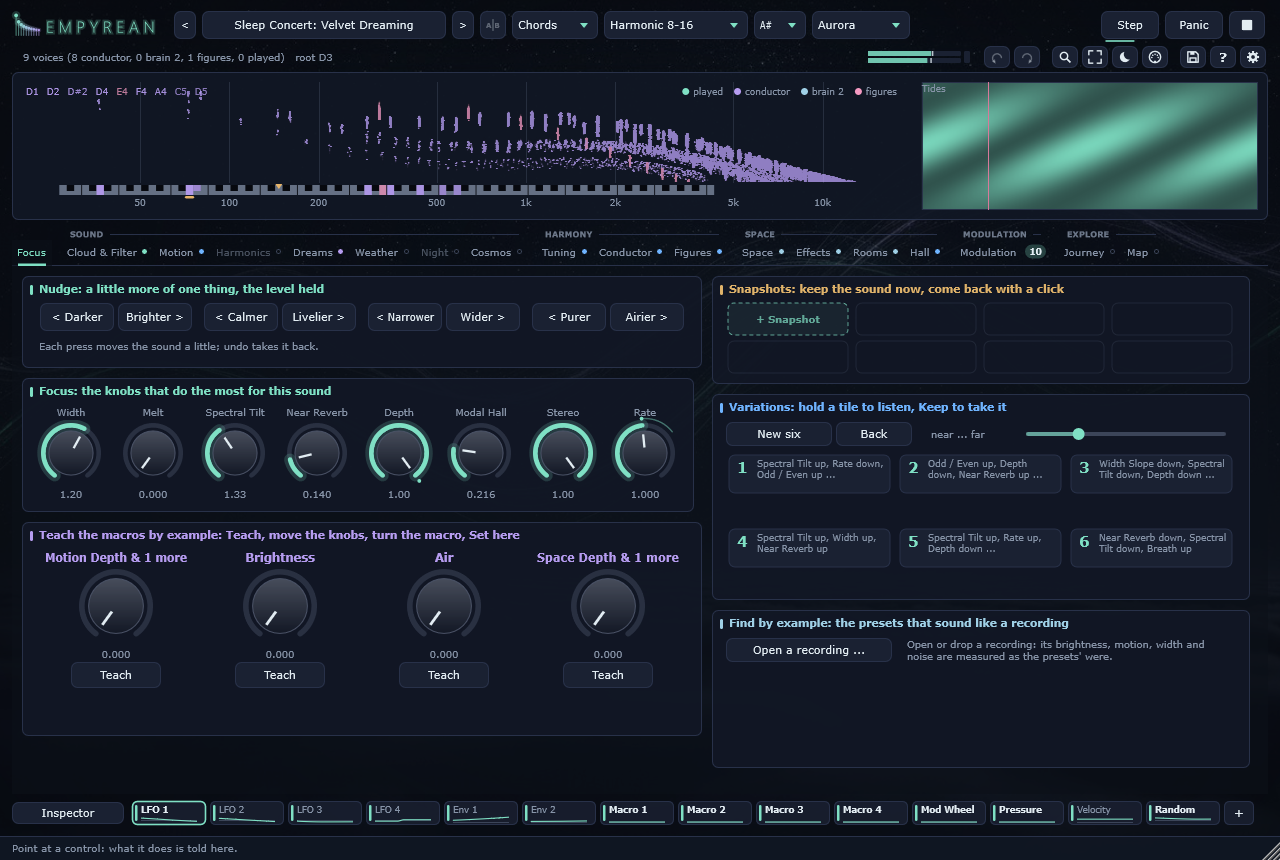 EMPYREAN
<
Sleep Concert: Velvet Dreaming
>
A|B
Chords
Harmonic 8-16
A#
Aurora
Step
Panic
9 voices (8 conductor, 0 brain 2, 1 figures, 0 played) root D3
?
D1 D2 D#2 D4 E4 F4 A4 C5 D5
played conductor brain 2 figures
Tides
50 100 200 500 1k 2k 5k 10k
SOUND HARMONY SPACE MODULATION EXPLORE
Focus Cloud & Filter Motion Harmonics Dreams Weather Night Cosmos Tuning Conductor Figures Space Effects Rooms Hall Modulation 10 Journey Map
Nudge: a little more of one thing, the level held
< Darker Brighter > < Calmer Livelier > < Narrower Wider > < Purer Airier >
Each press moves the sound a little; undo takes it back.
Focus: the knobs that do the most for this sound
Width Melt Spectral Tilt Near Reverb Depth Modal Hall Stereo Rate
1.20 0.000 1.33 0.140 1.00 0.216 1.00 1.000
Teach the macros by example: Teach, move the knobs, turn the macro, Set here
Motion Depth & 1 more Brightness Air Space Depth & 1 more
0.000 0.000 0.000 0.000
Teach Teach Teach Teach
Snapshots: keep the sound now, come back with a click
+ Snapshot
Variations: hold a tile to listen, Keep to take it
New six Back near ... far
1 Spectral Tilt up, Rate down,
Odd / Even up ...
2 Odd / Even up, Depth
down, Near Reverb up ...
3 Width Slope down, Spectral
Tilt down, Depth down ...
4 Spectral Tilt up, Width up,
Near Reverb up
5 Spectral Tilt up, Rate up,
Depth down ...
6 Near Reverb down, Spectral
Tilt down, Breath up
Find by example: the presets that sound like a recording
Open a recording ...
Open or drop a recording: its brightness, motion, width and
noise are measured as the presets' were.
Inspector LFO 1 LFO 2 LFO 3 LFO 4 Env 1 Env 2 Macro 1 Macro 2 Macro 3 Macro 4 Mod Wheel Pressure Velocity Random +
Point at a control: what it does is told here.